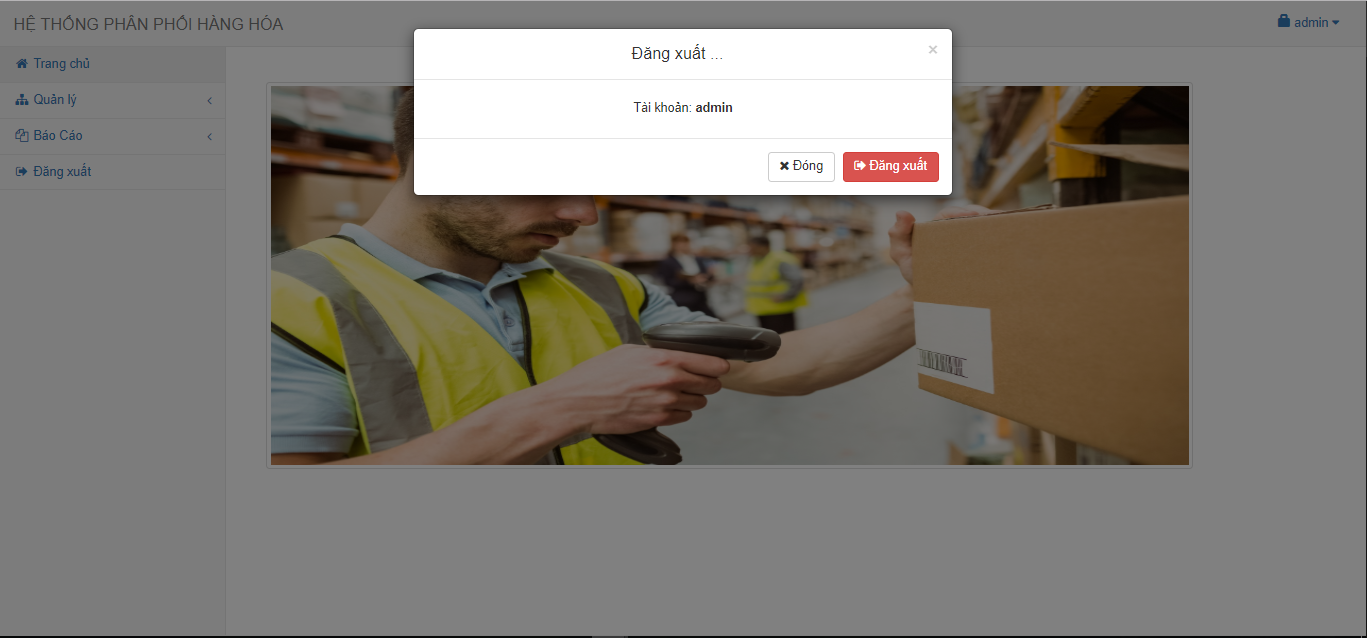 HỆ THỐNG PHÂN PHỐI HÀNG HÓA
admin
Trang chủ
Quản lý
Báo Cáo
Đăng xuất
Đăng xuất ...
×
Tài khoản: admin
Đóng
Đăng xuất